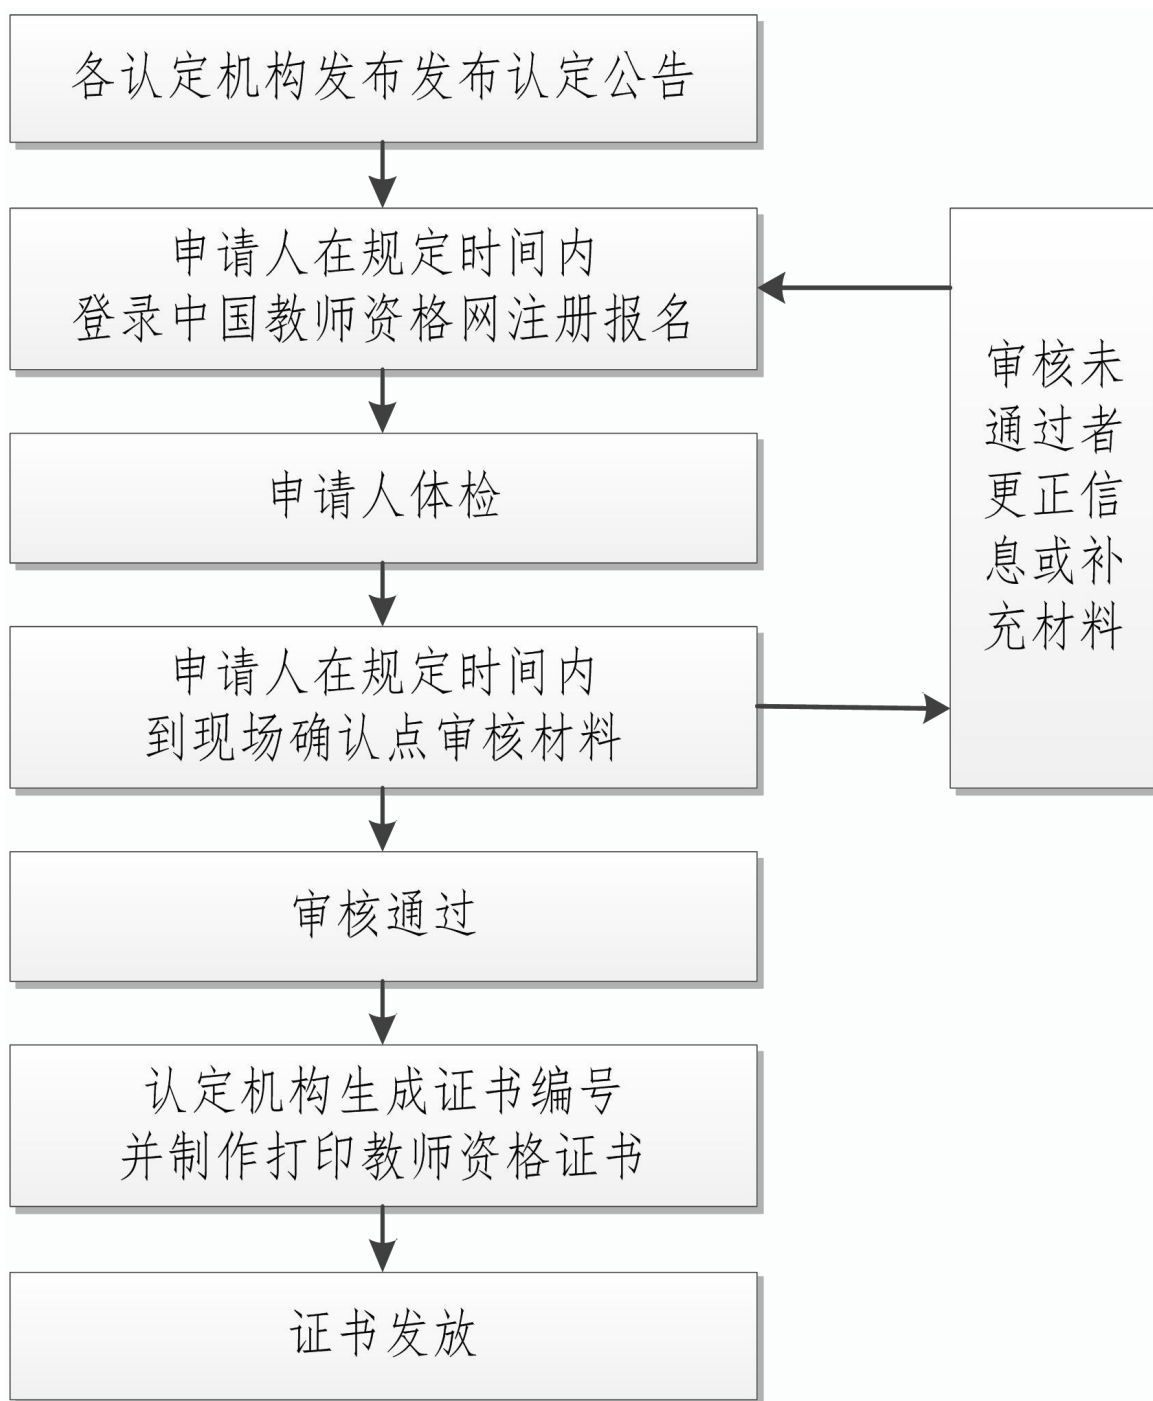 各认定机构发布发布认定公告
申请人在规定时间内
登录中国教师资格网注册报名
申请人体检
申请人在规定时间内
到现场确认点审核材料
审核未
通过者
更正信
息或补
充材料
审核通过
认定机构生成证书编号
并制作打印教师资格证书
证书发放